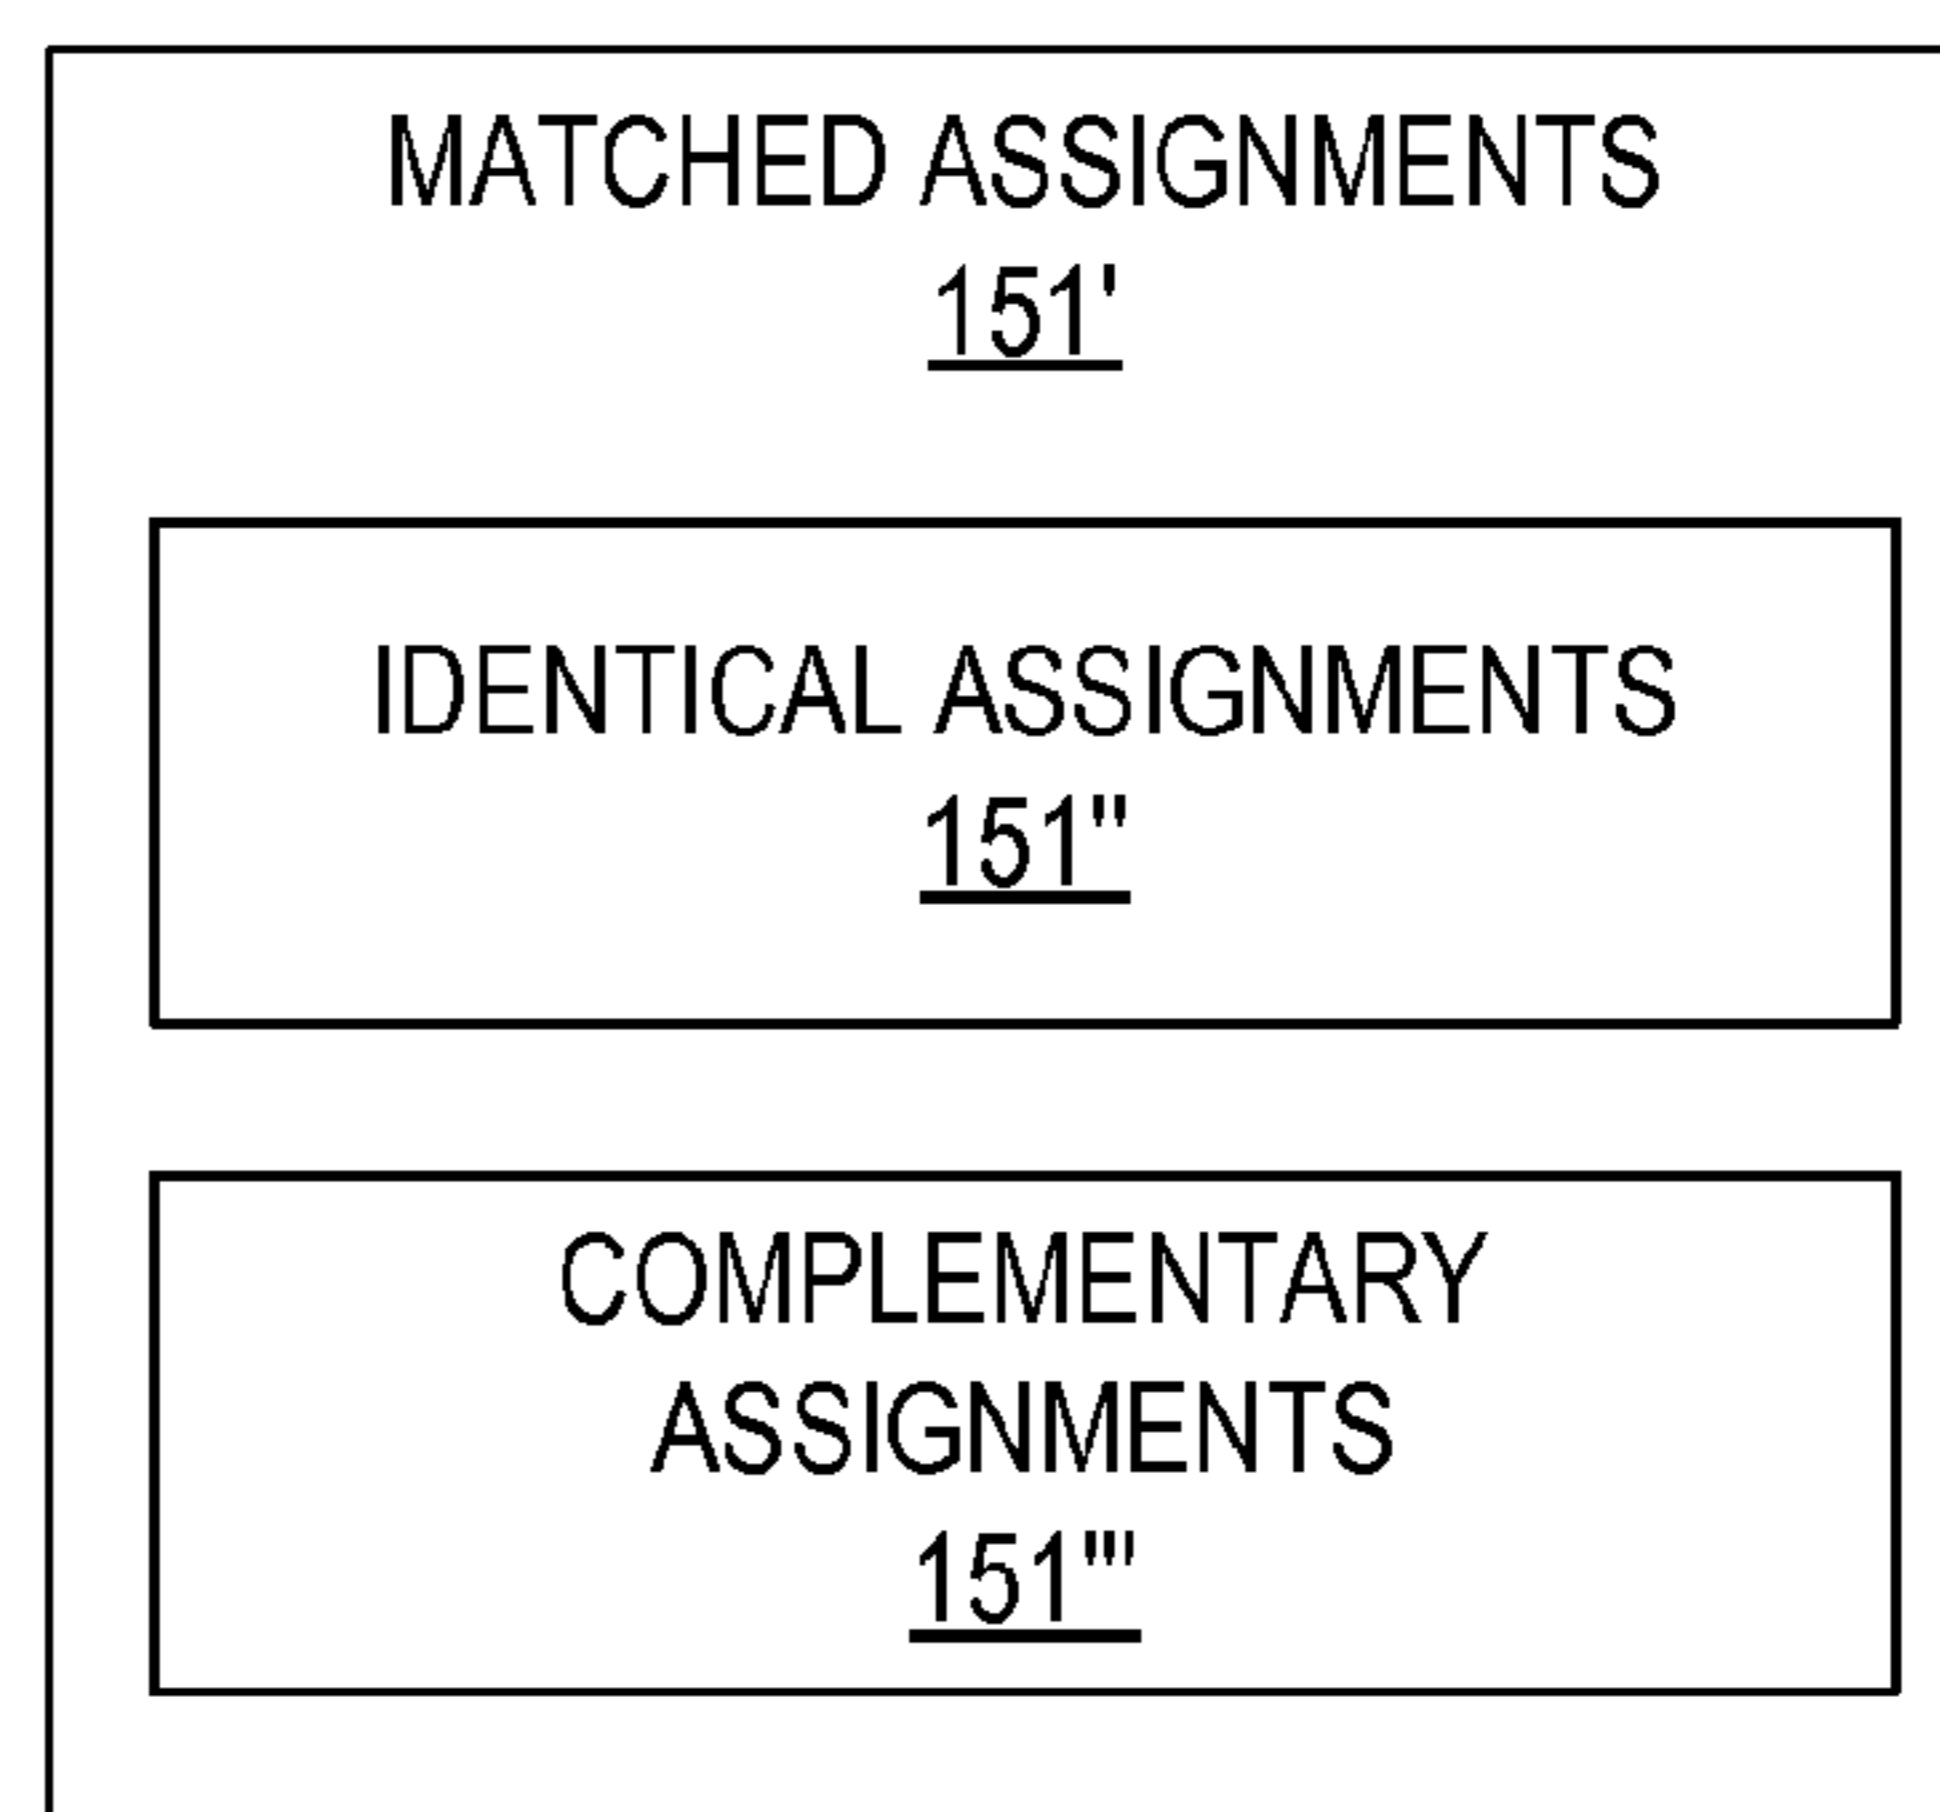 MATCHED ASSIGNMENTS
151'
IDENTICAL ASSIGNMENTS
151"
COMPLEMENTARY
ASSIGNMENTS
151"'